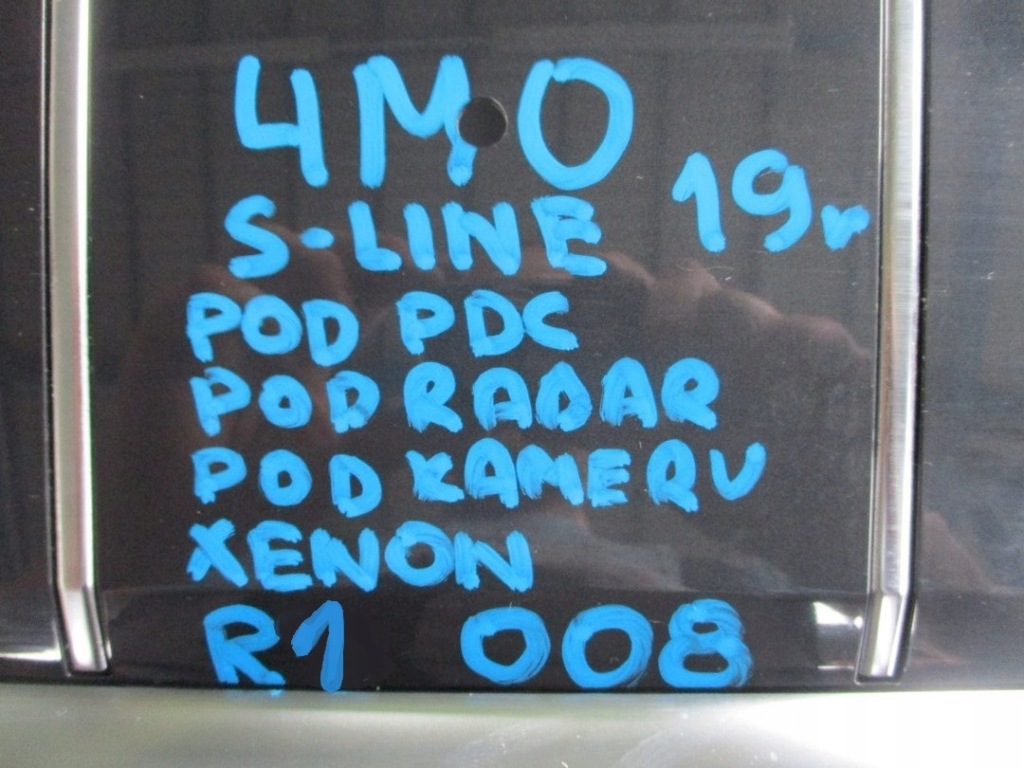 4M0
S-LINE 19r
POD PDC
POD RADAR
POD KAMERU
XENON
R1 008